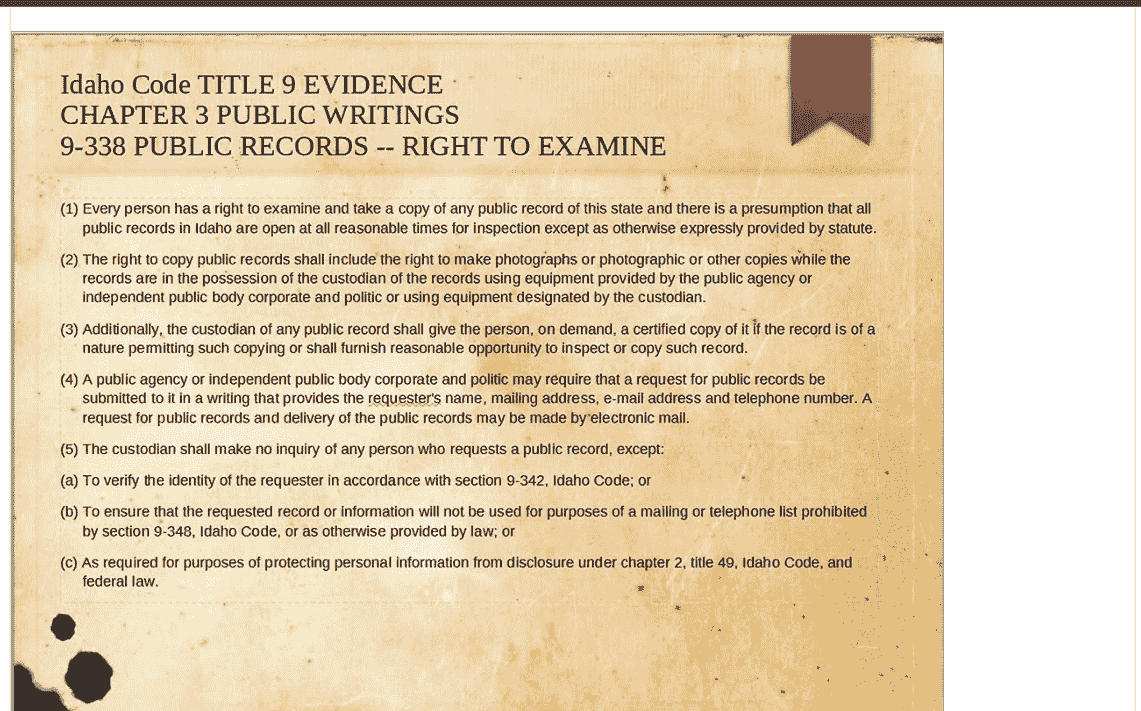 Idaho Code TITLE 9 EVIDENCE
CHAPTER 3 PUBLIC WRITINGS
9-338 PUBLIC RECORDS -- RIGHT TO EXAMINE
(1) Every person has a right to examine and take a copy of any public record of this state and there is a presumption that all
public records in Idaho are open at all reasonable times for inspection except as otherwise expressly provided by statute.
(2) The right to copy public records shall include the right to make photographs or photographic or other copies while the
records are in the possession of the custodian of the records using equipment provided by the public agency or
independent public body corporate and politic or using equipment designated by the custodian.
(3) Additionally, the custodian of any public record shall give the person, on demand, a certified copy of it if the record is of a
nature permitting such copying or shall furnish reasonable opportunity to inspect or copy such record.
(4) A public agency or independent public body corporate and politic may require that a request for public records be
submitted to it in a writing that provides the requester's name, mailing address, e-mail address and telephone number. A
request for public records and delivery of the public records may be made by electronic mail.
(5) The custodian shall make no inquiry of any person who requests a public record, except:
(a) To verify the identity of the requester in accordance with section 9-342, Idaho Code; or
(b) To ensure that the requested record or information will not be used for purposes of a mailing or telephone list prohibited
by section 9-348, Idaho Code, or as otherwise provided by law; or
(c) As required for purposes of protecting personal information from disclosure under chapter 2, title 49, Idaho Code, and
federal law.